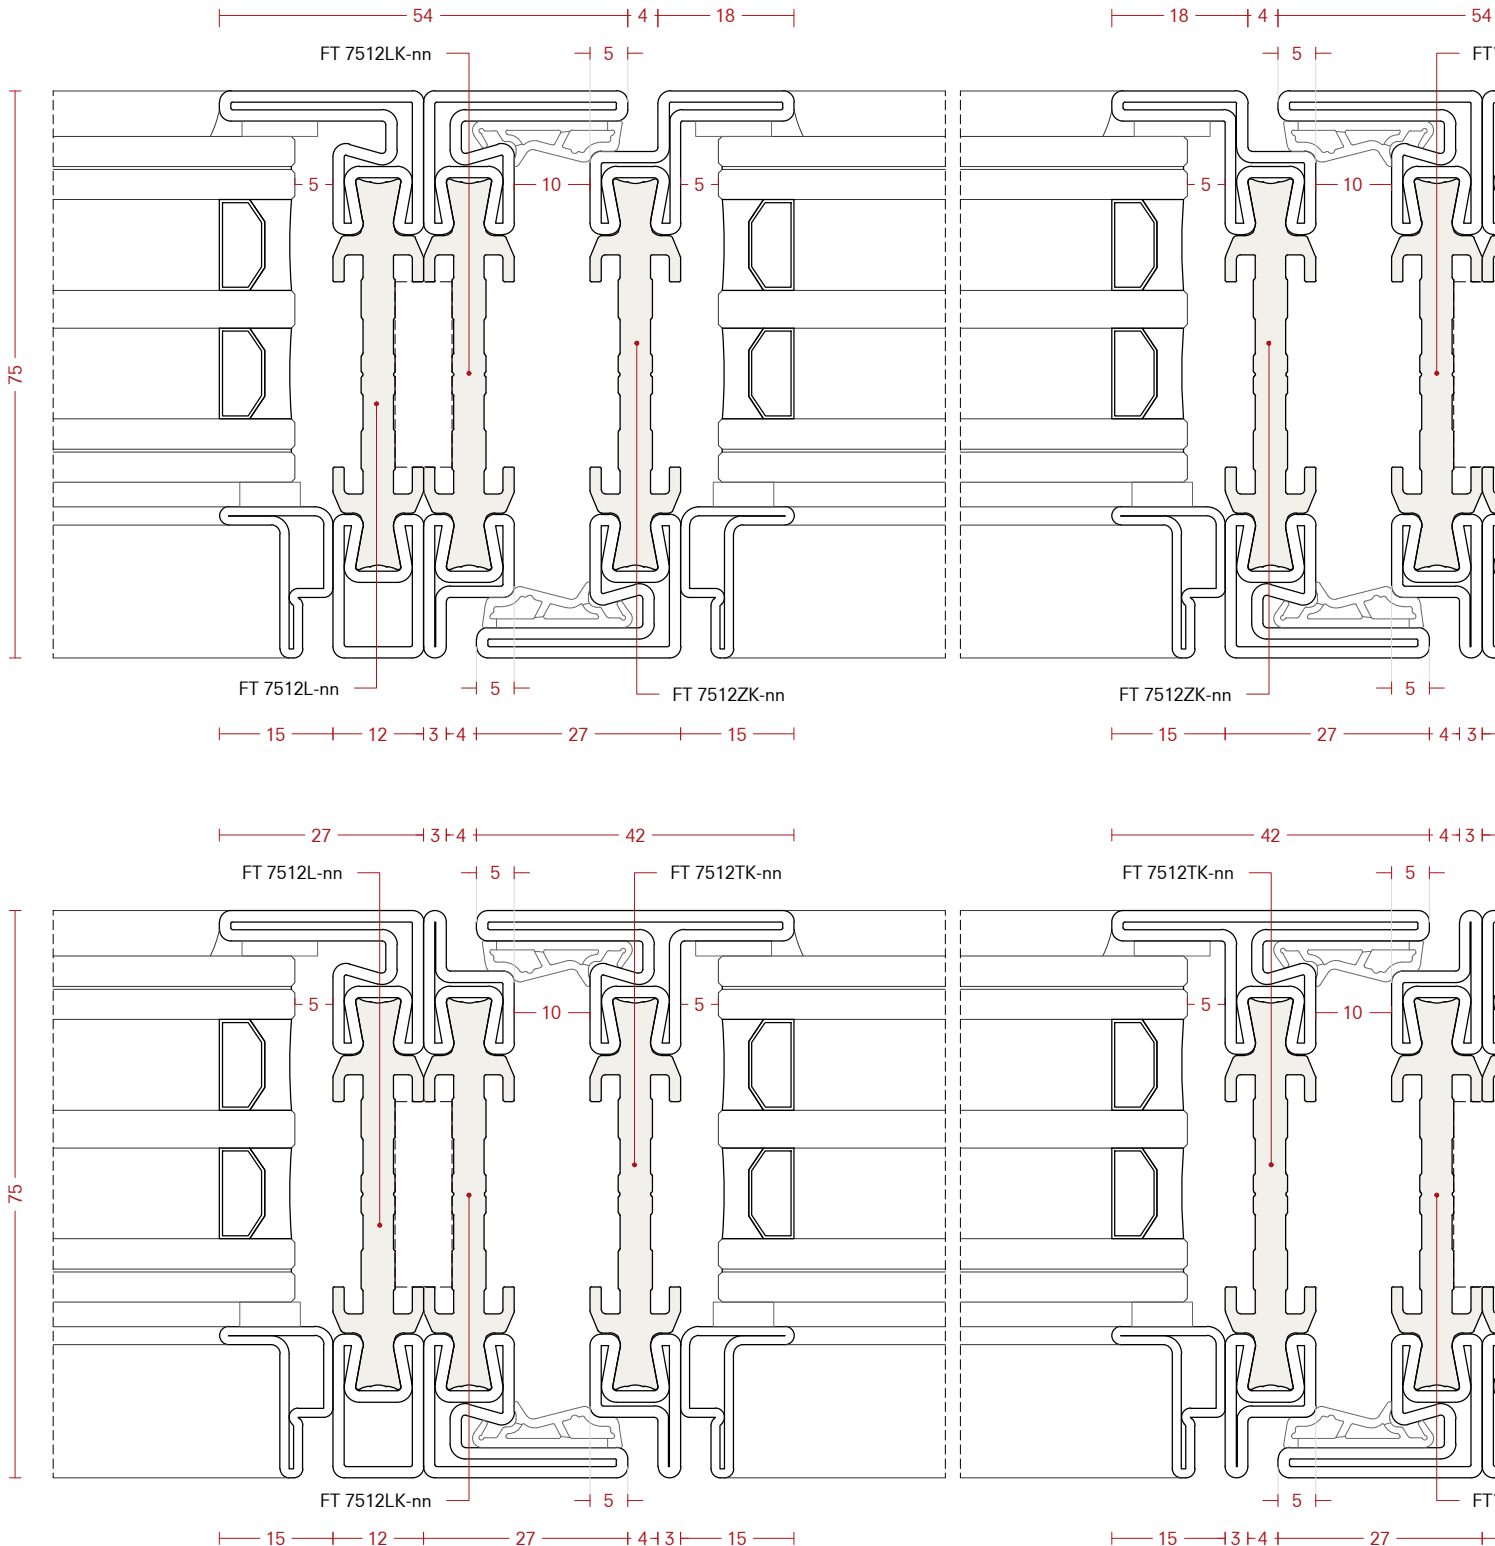 54 4 18 18 4 54
FT 7512LK-nn 5 5 FT
5 10 5 5 10
75
FT 7512L-nn 5 FT 7512ZK-nn FT 7512ZK-nn 5
15 12 3 4 27 15 15 27 4 3
27 3 4 42 42 4 3
FT 7512L-nn 5 FT 7512TK-nn FT 7512TK-nn 5
5 10 5 5 10
75
FT 7512LK-nn 5 5 FT
15 12 27 4 3 15 15 3 4 27